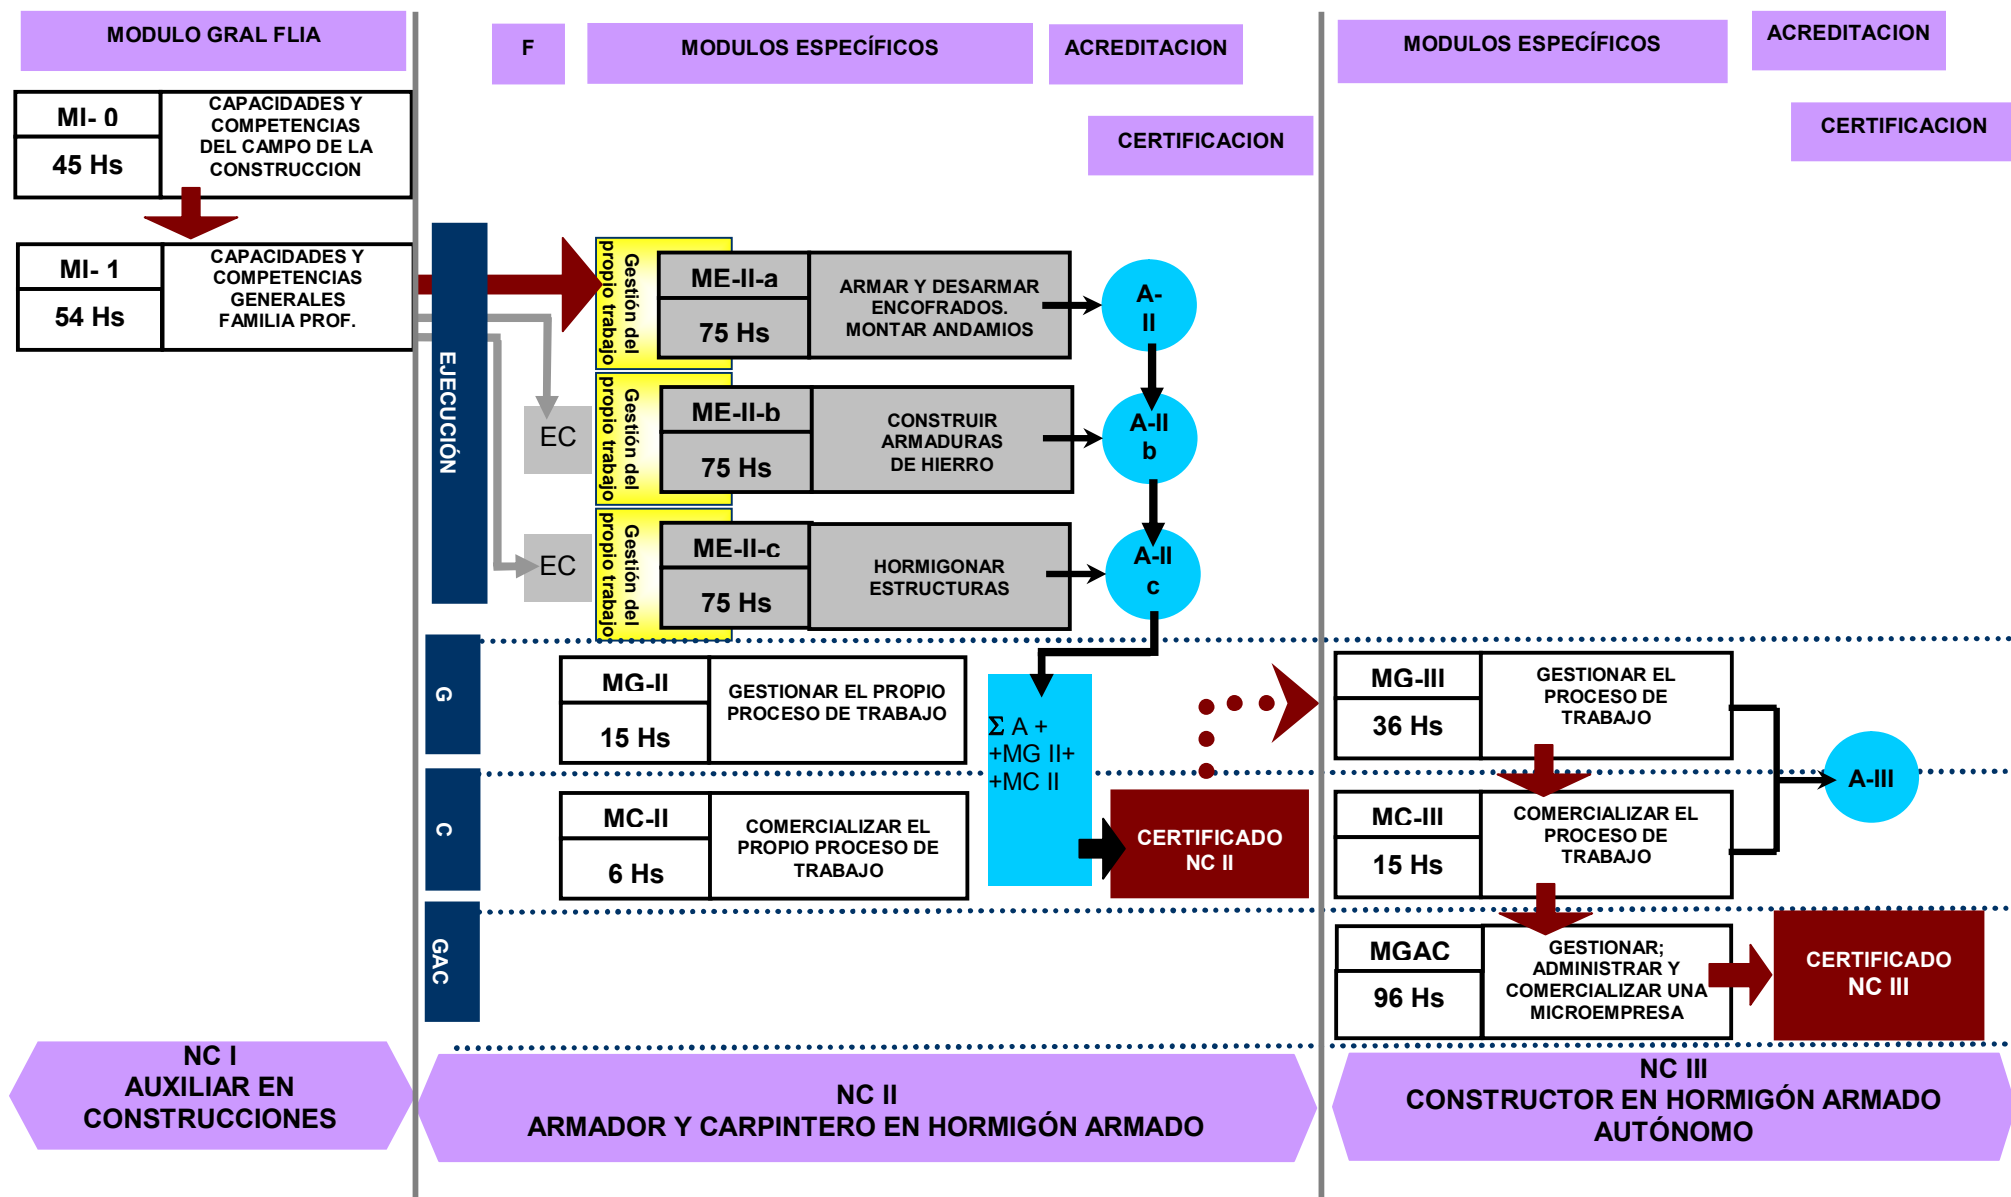 MODULO GRAL FLIA
F
MODULOS ESPECÍFICOS
ACREDITACION
CERTIFICACION
MODULOS ESPECÍFICOS
ACREDITACION
CERTIFICACION
MI- 0
45 Hs
CAPACIDADES Y
COMPETENCIAS
DEL CAMPO DE LA
CONSTRUCCION
MI- 1
54 Hs
CAPACIDADES Y
COMPETENCIAS
GENERALES
FAMILIA PROF.
EJECUCIÓN
Gestión del
propio trabajo
ME-II-a
75 Hs
ARMAR Y DESARMAR
ENCOFRADOS.
MONTAR ANDAMIOS
A-
II
EC
Gestión del
propio trabajo
ME-II-b
75 Hs
CONSTRUIR
ARMADURAS
DE HIERRO
A-II
b
EC
Gestión del
propio trabajo
ME-II-c
75 Hs
HORMIGONAR
ESTRUCTURAS
A-II
c
G
MG-II
15 Hs
GESTIONAR EL PROPIO
PROCESO DE TRABAJO
Σ A +
+MG II+
+MC II
MG-III
36 Hs
GESTIONAR EL
PROCESO DE
TRABAJO
A-III
C
MC-II
6 Hs
COMERCIALIZAR EL
PROPIO PROCESO DE
TRABAJO
CERTIFICADO
NC II
MC-III
15 Hs
COMERCIALIZAR EL
PROCESO DE
TRABAJO
GAC
MGAC
96 Hs
GESTIONAR;
ADMINISTRAR Y
COMERCIALIZAR UNA
MICROEMPRESA
CERTIFICADO
NC III
NC I
AUXILIAR EN
CONSTRUCCIONES
NC II
ARMADOR Y CARPINTERO EN HORMIGÓN ARMADO
NC III
CONSTRUCTOR EN HORMIGÓN ARMADO
AUTÓNOMO